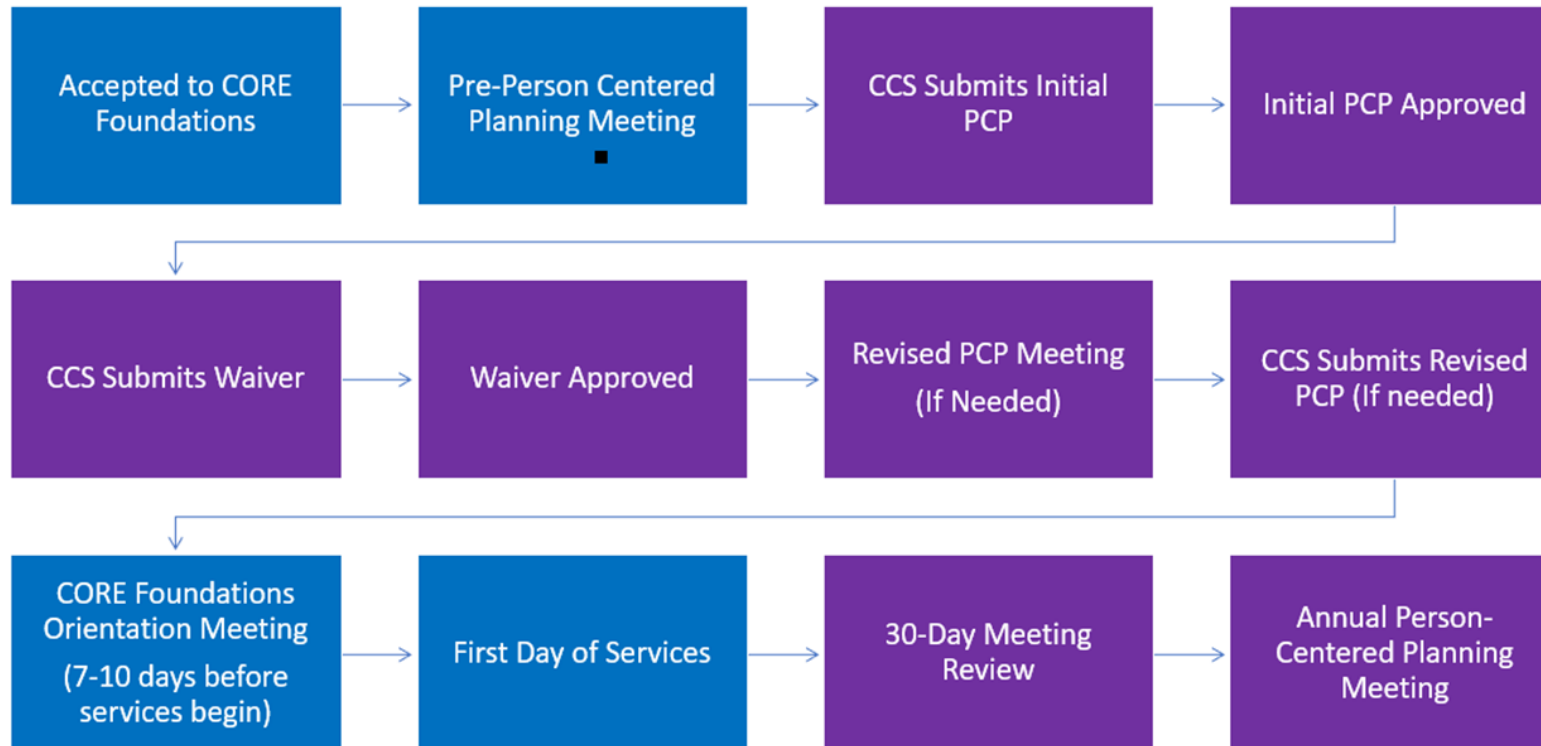 Accepted to CORE
Foundations
Pre-Person Centered
Planning Meeting
CCS Submits Initial
PCP
Initial PCP Approved
CCS Submits Waiver
Waiver Approved
Revised PCP Meeting
(If Needed)
CCS Submits Revised
PCP (If needed)
CORE Foundations
Orientation Meeting
(7-10 days before
services begin)
First Day of Services
30-Day Meeting
Review
Annual Person-
Centered Planning
Meeting